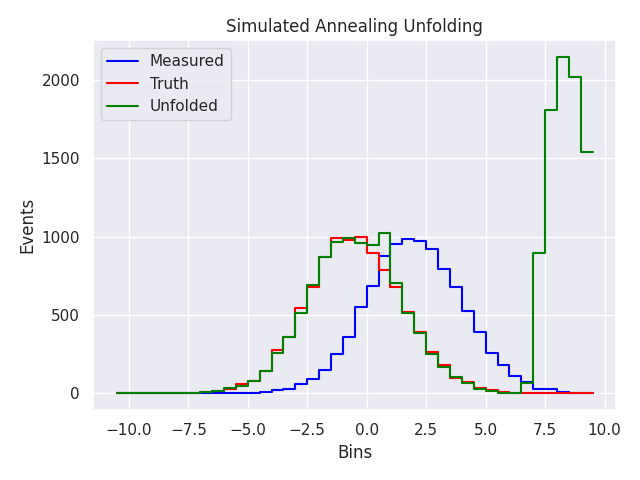 Simulated Annealing Unfolding
Measured
Truth
Unfolded
2000
1500
1000
500
0
Events
−10.0 −7.5 −5.0 −2.5 0.0 2.5 5.0 7.5 10.0
Bins